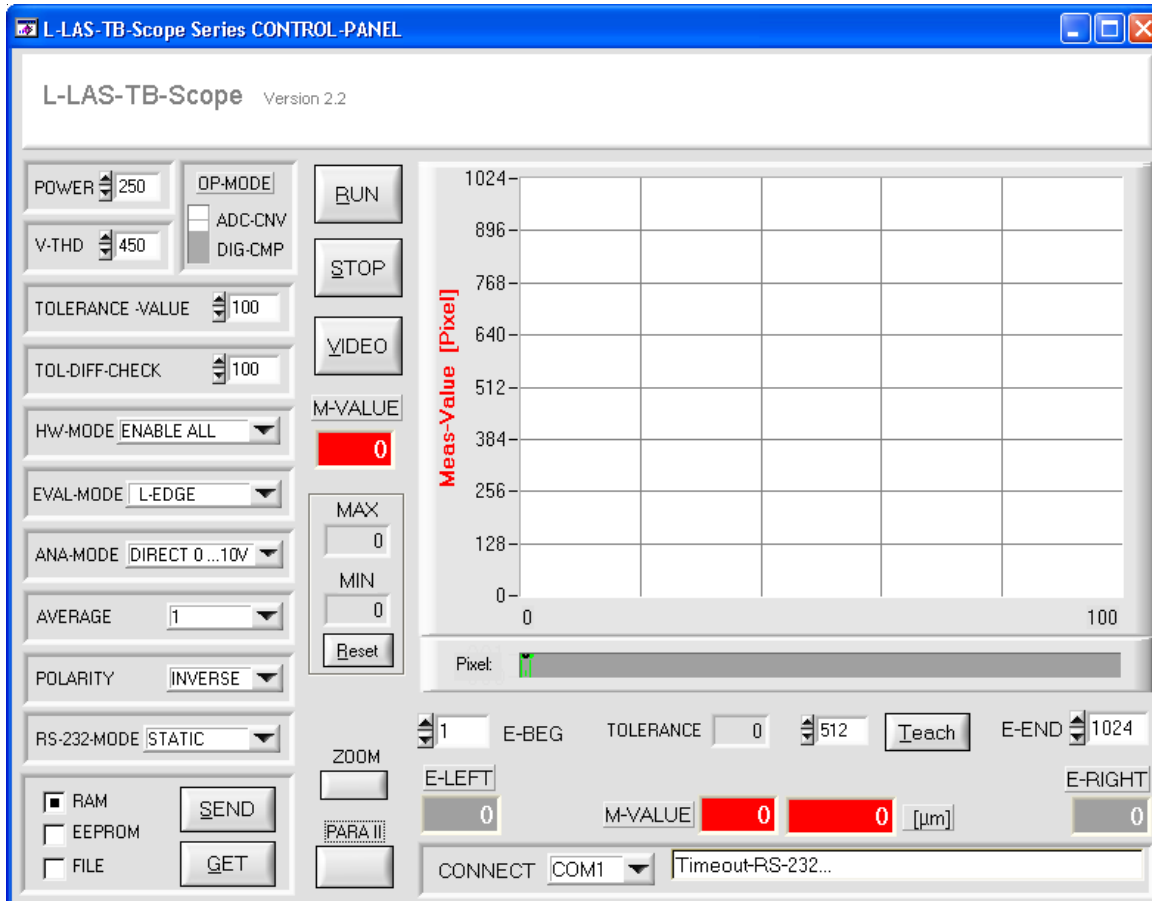 L-LAS-TB-Scope Series CONTROL-PANEL
L-LAS-TB-Scope Version 2.2
POWER 250
V-THD 450
OP-MODE
ADC-CNV
DIG-CMP
TOLERANCE -VALUE 100
TOL-DIFF-CHECK 100
HW-MODE ENABLE ALL
EVAL-MODE L-EDGE
ANA-MODE DIRECT 0...10V
AVERAGE 1
POLARITY INVERSE
RS-232-MODE STATIC
RAM
EEPROM
FILE
SEND
GET
RUN
STOP
VIDEO
M-VALUE
0
MAX
0
MIN
0
Reset
ZOOM
PARA II
Meas-Value [Pixel]
1024
896
768
640
512
384
256
128
0
0 100
Pixel:
1 E-BEG TOLERANCE 0 512 Teach E-END 1024
E-LEFT
0
M-VALUE 0 0 [µm]
E-RIGHT
0
CONNECT COM1 Timeout-RS-232...